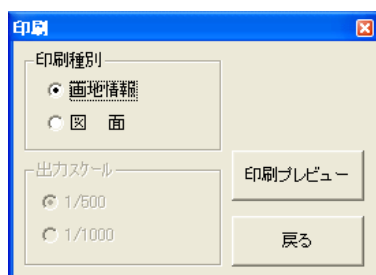 印刷
印刷種別
画地情報
図　面
出力スケール
1/500
1/1000
印刷プレビュー
戻る